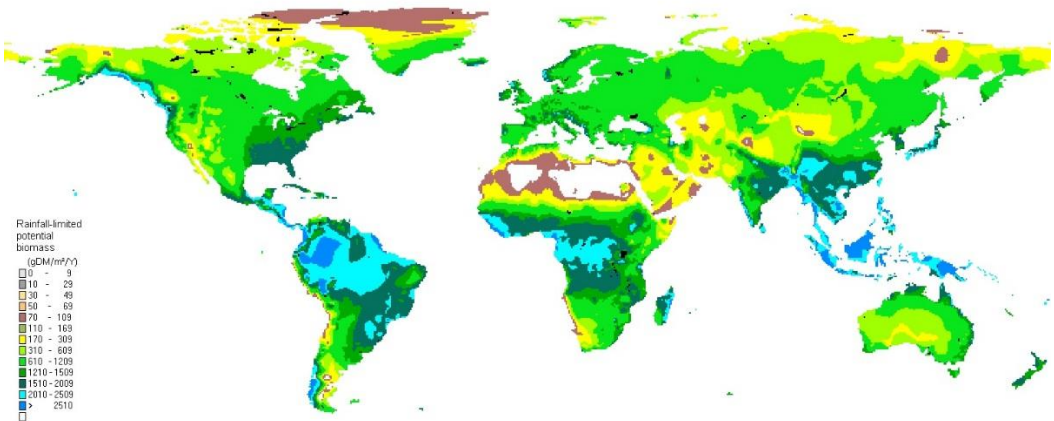 Rainfall-limited
potential
biomass
(gDM/m²/Y)
0 - 9
10 - 29
30 - 49
50 - 69
70 - 109
110 - 169
170 - 309
310 - 609
610 - 1209
1210 - 1509
1510 - 2009
2010 - 2509
> 2510